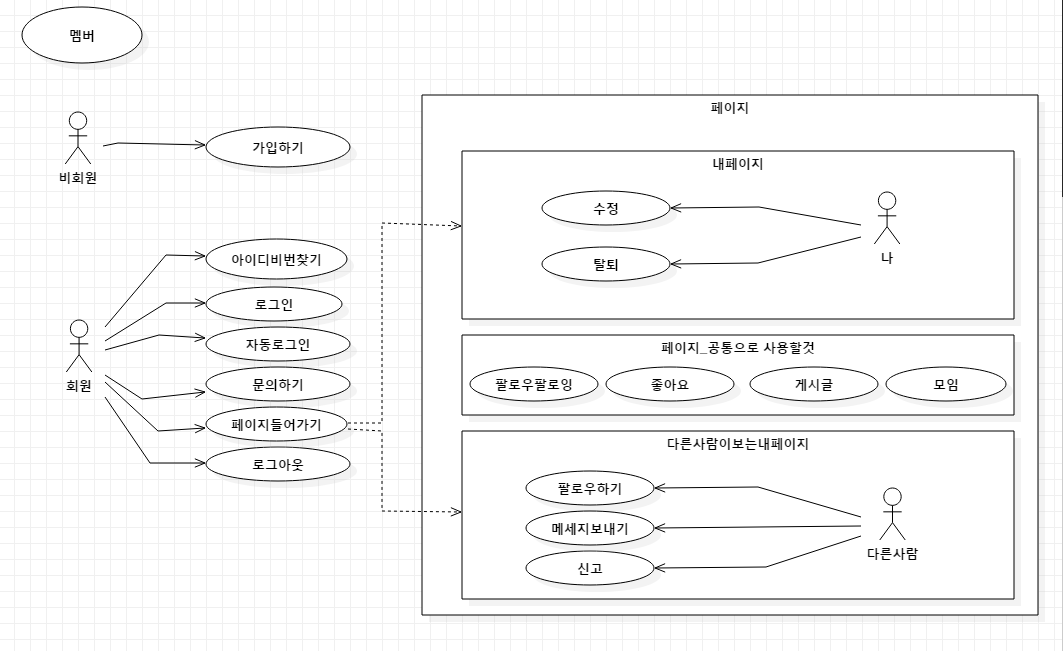 멤버
페이지
비회원
가입하기
내페이지
수정
탈퇴
나
회원
아이디비번찾기
로그인
자동로그인
문의하기
페이지들어가기
로그아웃
페이지_공통으로 사용할것
팔로우팔로잉
좋아요
게시글
모임
다른사람이보는내페이지
팔로우하기
메세지보내기
신고
다른사람